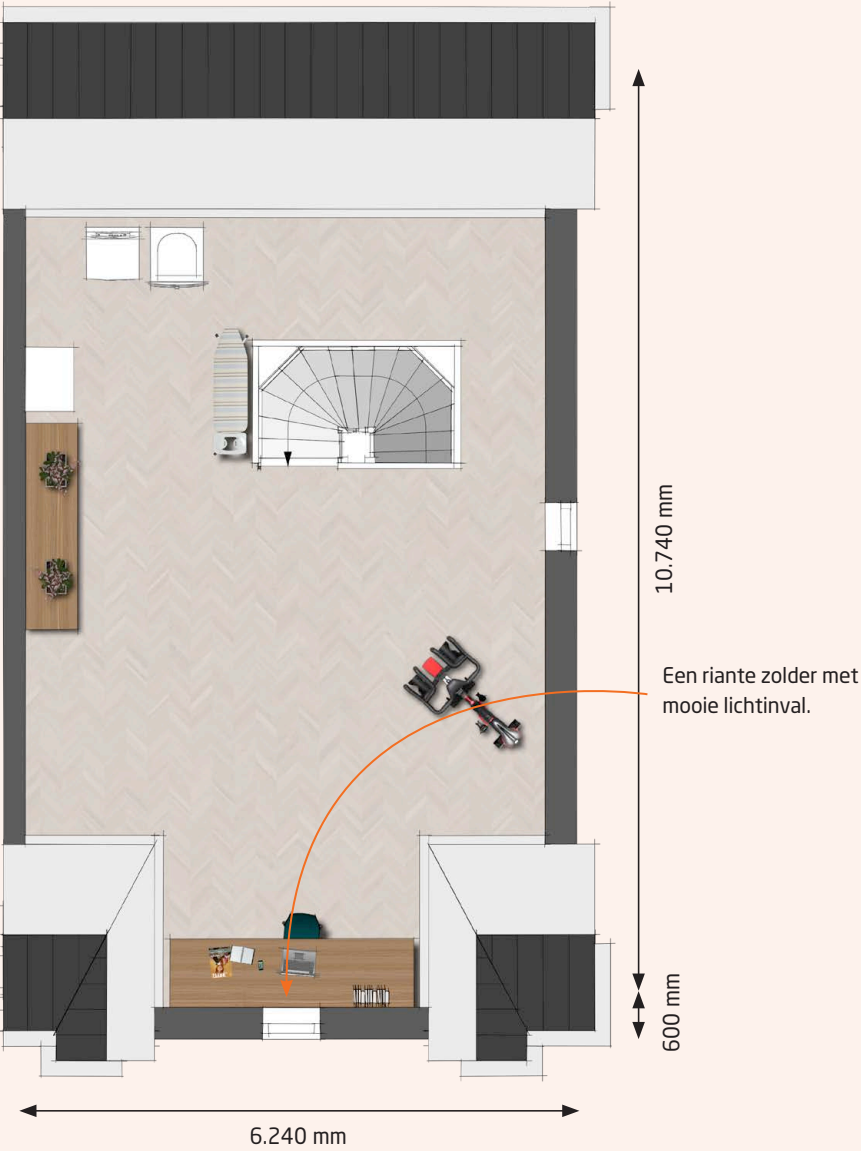 10.740 mm
Een riante zolder met
mooie lichtinval.
600 mm
6.240 mm